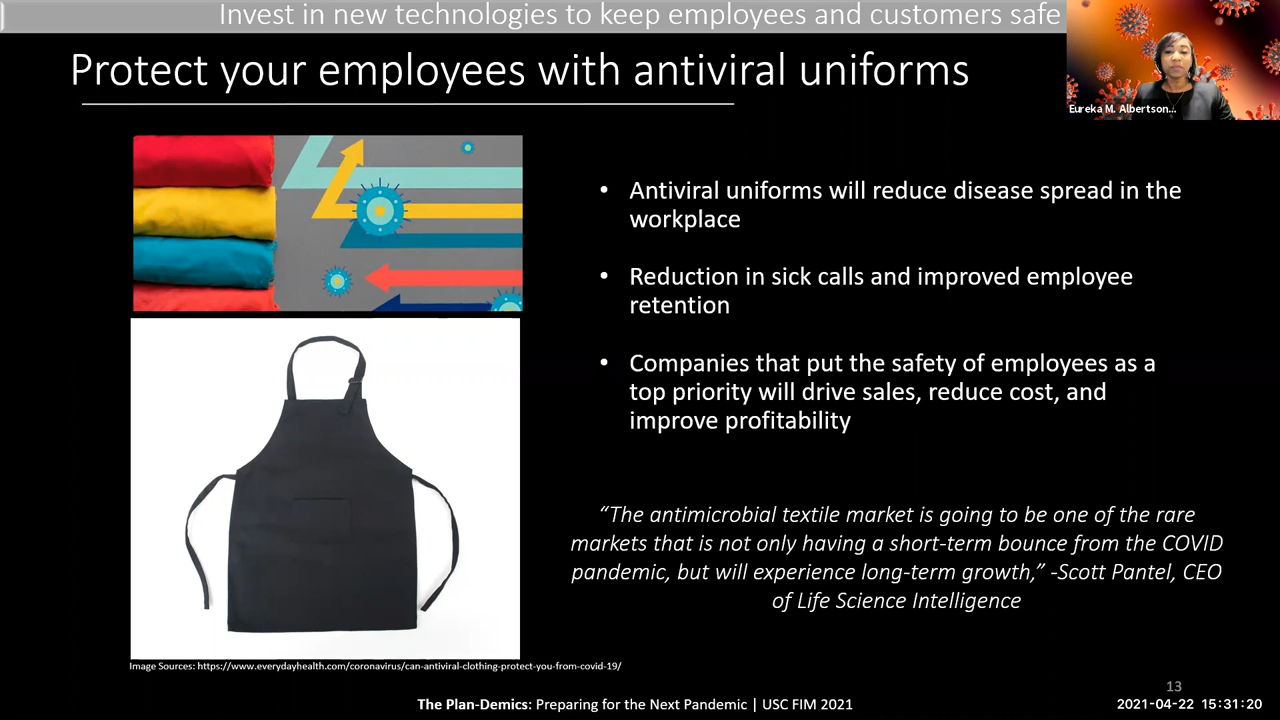 Invest in new technologies to keep employees and customers safe
Protect your employees with antiviral uniforms
Eureka M. Albertson...
• Antiviral uniforms will reduce disease spread in the
workplace
• Reduction in sick calls and improved employee
retention
• Companies that put the safety of employees as a
top priority will drive sales, reduce cost, and
improve profitability
“The antimicrobial textile market is going to be one of the rare
markets that is not only having a short-term bounce from the COVID
pandemic, but will experience long-term growth,” -Scott Pantel, CEO
of Life Science Intelligence
Image Sources: https://www.everydayhealth.com/coronavirus/can-antiviral-clothing-protect-you-from-covid-19/
13
The Plan-Demics: Preparing for the Next Pandemic | USC FIM 2021
2021-04-22 15:31:20